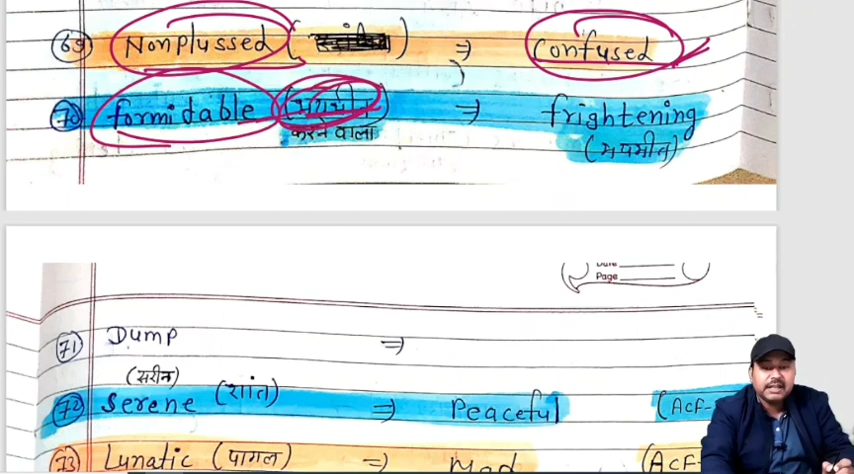 69 Nonplussed ( ) ⇒ Confused
70 formidable (भयभीत) ⇒ frightening
करने वाला (भयभीत)
Page
71 Dump ⇒
(सरीन)
72 Serene (शांत) ⇒ Peaceful (ACF-
73 Lunatic (पागल) ⇒ Mad (ACF-